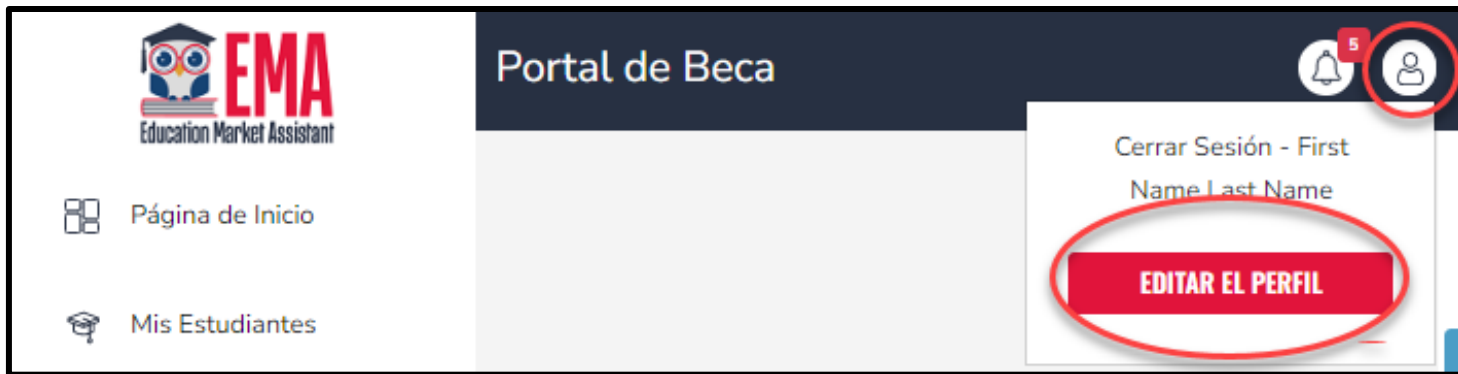 EMA
Education Market Assistant
Portal de Beca
5
Cerrar Sesión - First
Name Last Name
EDITAR EL PERFIL
Página de Inicio
Mis Estudiantes